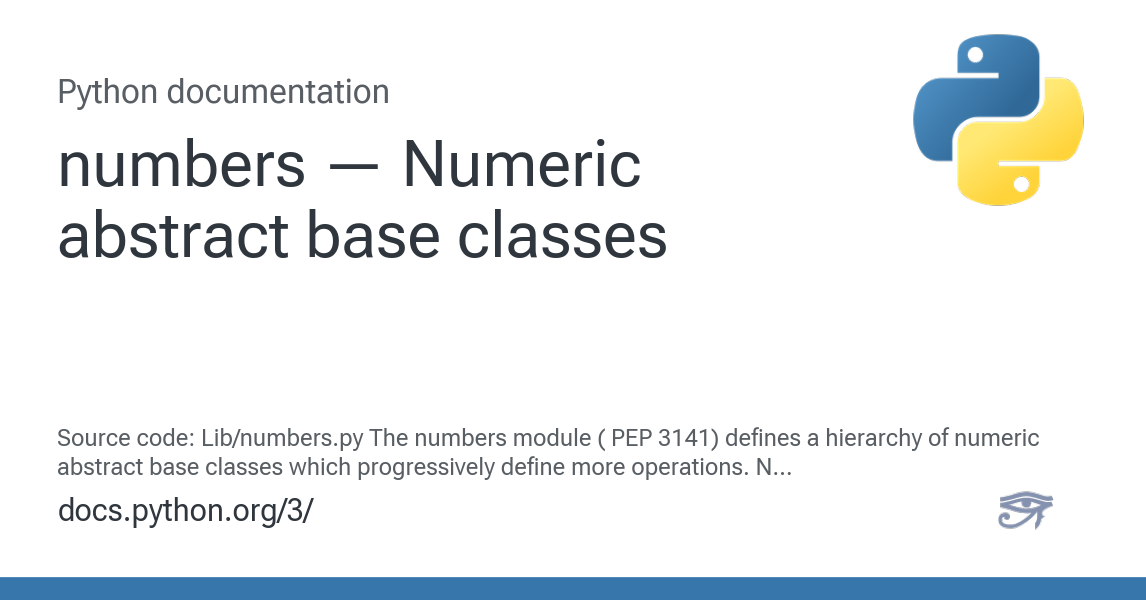 Python documentation
numbers — Numeric
abstract base classes
Source code: Lib/numbers.py The numbers module ( PEP 3141) defines a hierarchy of numeric
abstract base classes which progressively define more operations. N...
docs.python.org/3/